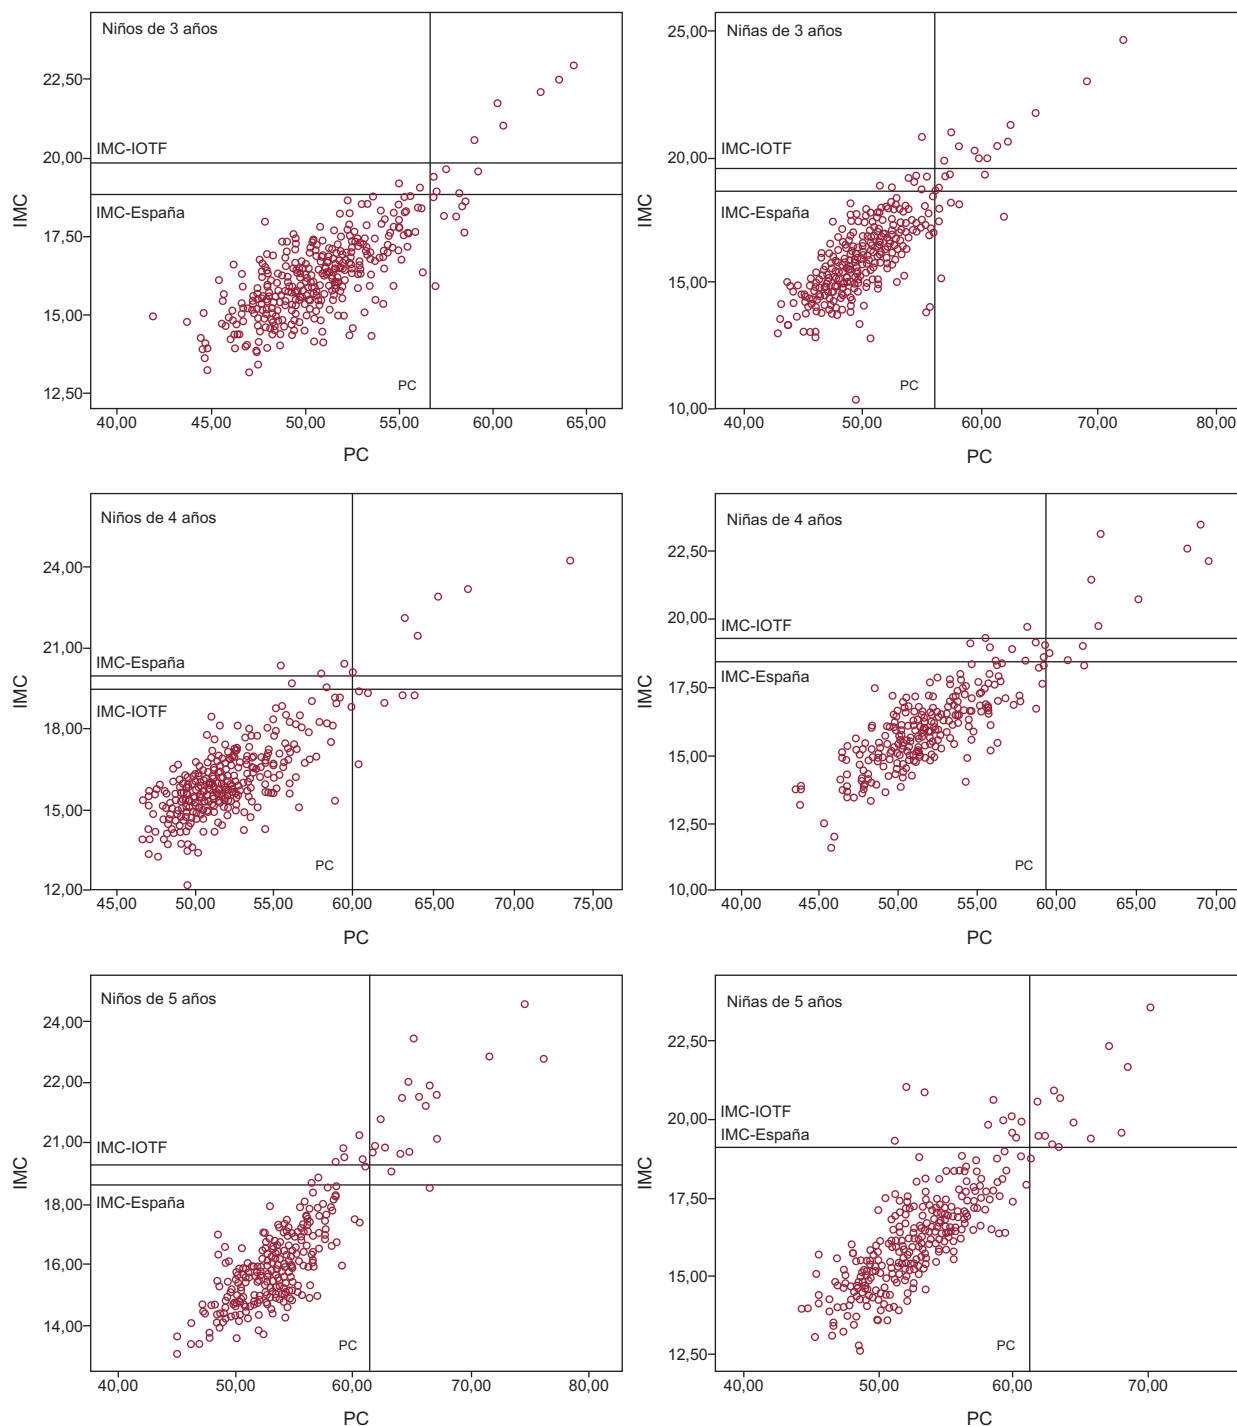 Niños de 3 años
22,50
20,00
17,50
15,00
12,50
IMC
IMC-IOTF
IMC-España
PC
40,00 45,00 50,00 55,00 60,00 65,00
PC
Niñas de 3 años
25,00
20,00
15,00
10,00
IMC
IMC-IOTF
IMC-España
PC
40,00 50,00 60,00 70,00 80,00
PC
Niños de 4 años
24,00
21,00
18,00
15,00
12,00
IMC
IMC-España
IMC-IOTF
PC
45,00 50,00 55,00 60,00 65,00 70,00 75,00
PC
Niñas de 4 años
22,50
20,00
17,50
15,00
12,50
10,00
IMC
IMC-IOTF
IMC-España
PC
40,00 45,00 50,00 55,00 60,00 65,00 70,00
PC
Niños de 5 años
24,00
22,00
21,00
18,00
16,00
14,00
IMC
IMC-IOTF
IMC-España
PC
40,00 50,00 60,00 70,00 80,00
PC
Niñas de 5 años
22,50
20,00
17,50
15,00
12,50
IMC
IMC-IOTF
IMC-España
PC
40,00 50,00 60,00 70,00
PC